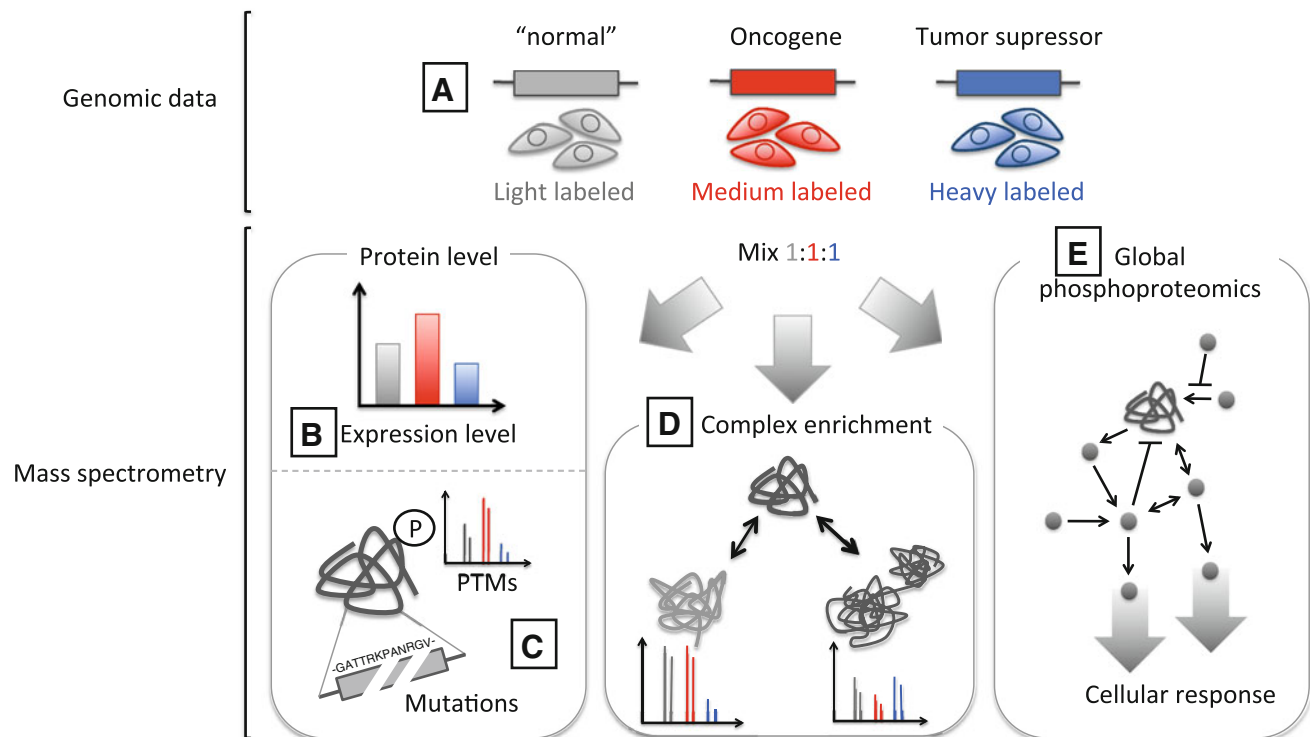 Genomic data
A
“normal”
Oncogene
Tumor supressor
Light labeled
Medium labeled
Heavy labeled
Mass spectrometry
Mix 1:1:1
Protein level
B
Expression level
P
PTMs
C
-GATTRKPANRGV-
Mutations
D
Complex enrichment
E
Global
phosphoproteomics
Cellular response